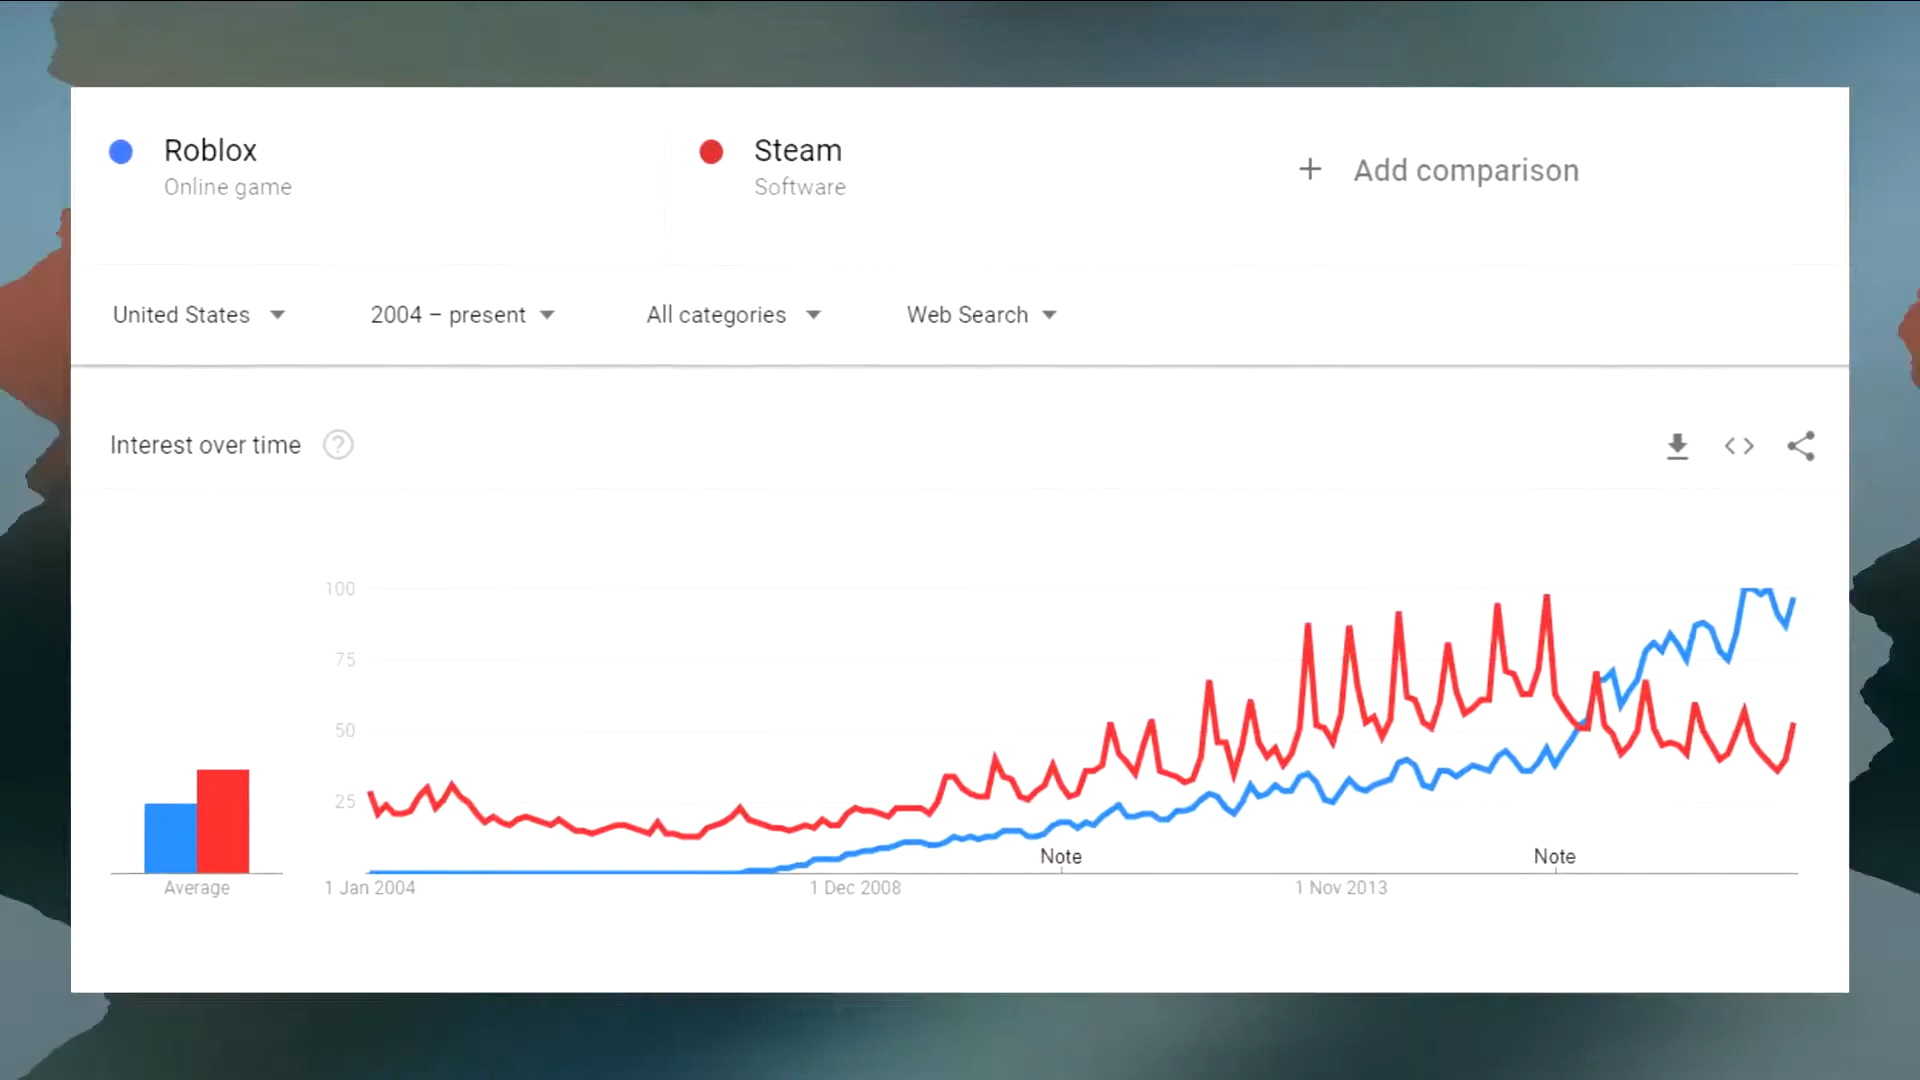 Roblox
Online game
Steam
Software
+ Add comparison
United States
2004 – present
All categories
Web Search
Interest over time ?
100
75
50
25
Note
Note
Average
1 Jan 2004
1 Dec 2008
1 Nov 2013